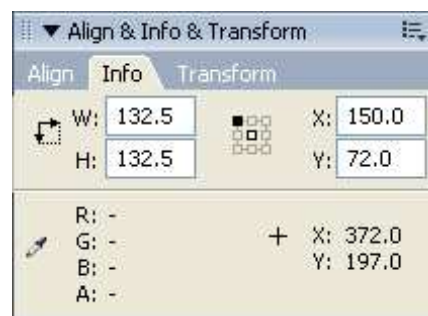 Align & Info & Transform
Align Info Transform
W: 132.5 X: 150.0
H: 132.5 Y: 72.0
R: -
G: - + X: 372.0
B: - Y: 197.0
A: -